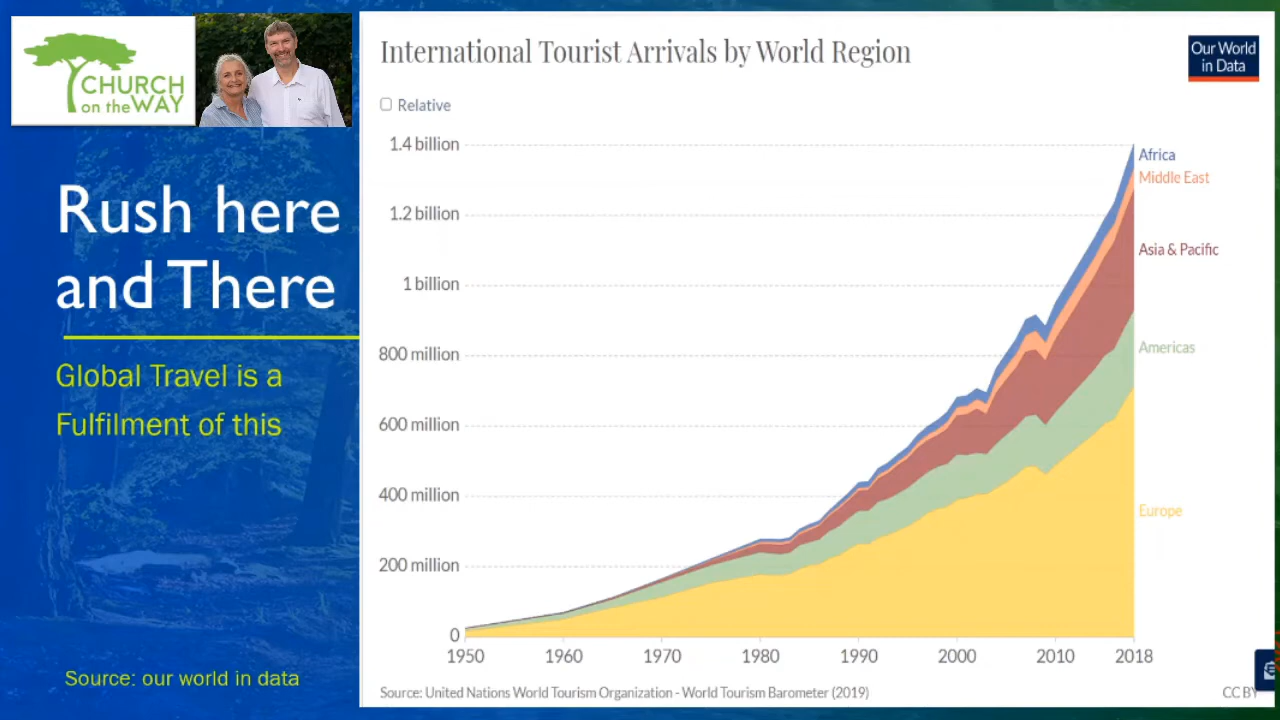 CHURCH
on the WAY
Rush here
and There
Global Travel is a
Fulfilment of this
Source: our world in data
International Tourist Arrivals by World Region
Our World
in Data
Relative
1.4 billion
1.2 billion
1 billion
800 million
600 million
400 million
200 million
0
1950
1960
1970
1980
1990
2000
2010
2018
Africa
Middle East
Asia & Pacific
Americas
Europe
Source: United Nations World Tourism Organization - World Tourism Barometer (2019)
CC BY